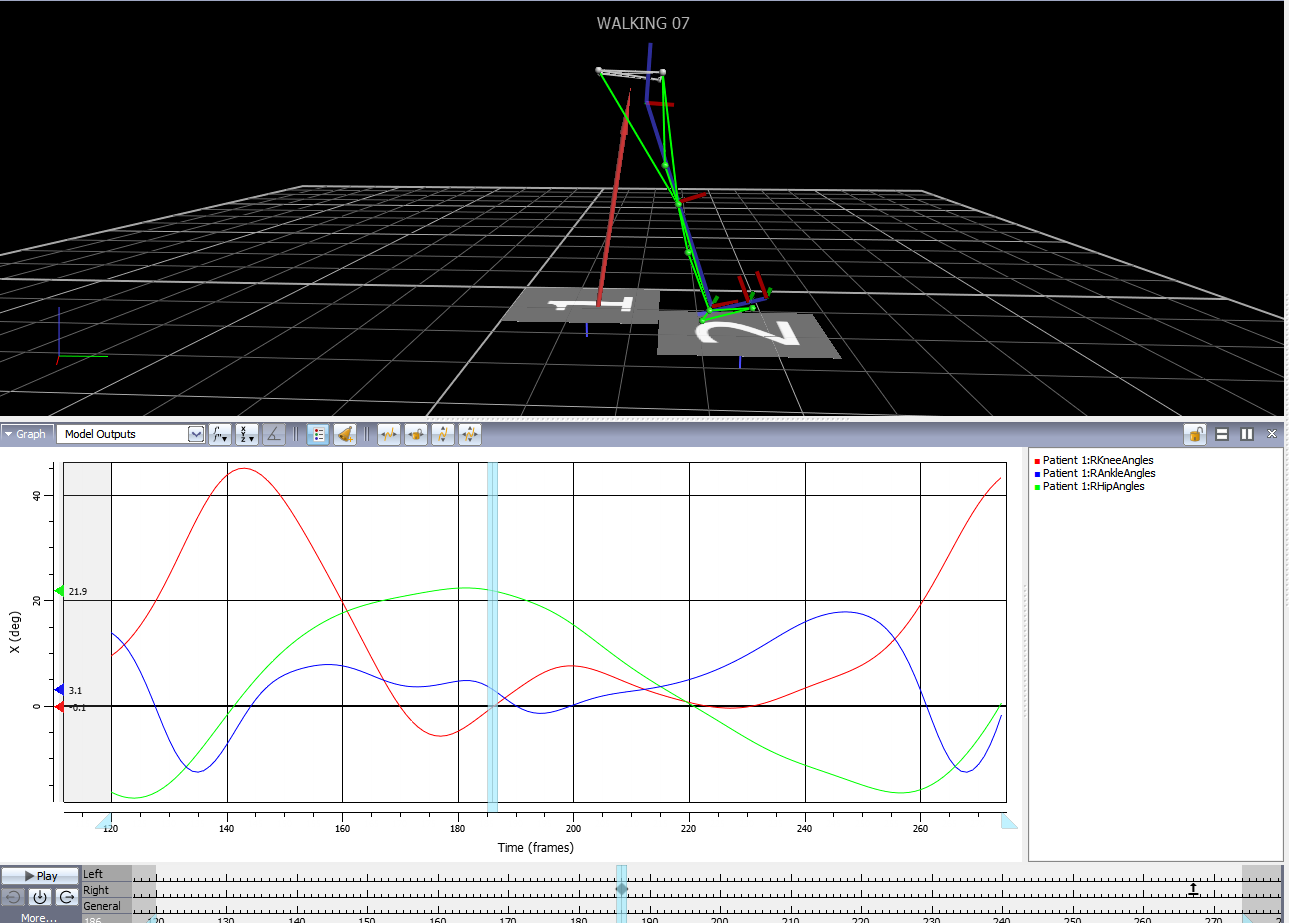 WALKING 07
1
2
Graph
Model Outputs
Patient 1:RKneeAngles
Patient 1:RAnkleAngles
Patient 1:RHipAngles
40
21.9
20
3.1
0
-0.1
X (deg)
120 140 160 180 200 220 240 260
Time (frames)
Play
Left
Right
General
More...
186
120 130 140 150 160 170 180 190 200 210 220 230 240 250 260 270